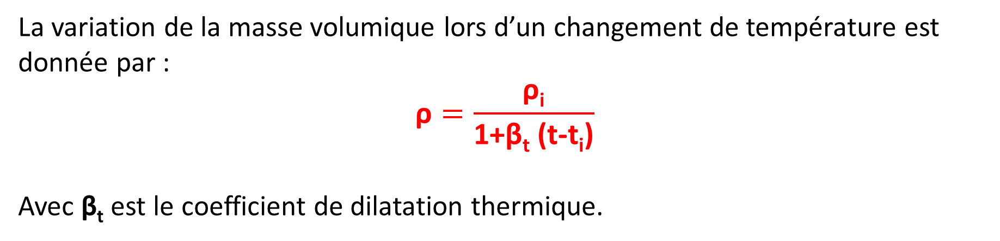 La variation de la masse volumique lors d’un changement de température est
donnée par :
ρ = ρᵢ / 1+βₜ (t-tᵢ)
Avec βₜ est le coefficient de dilatation thermique.